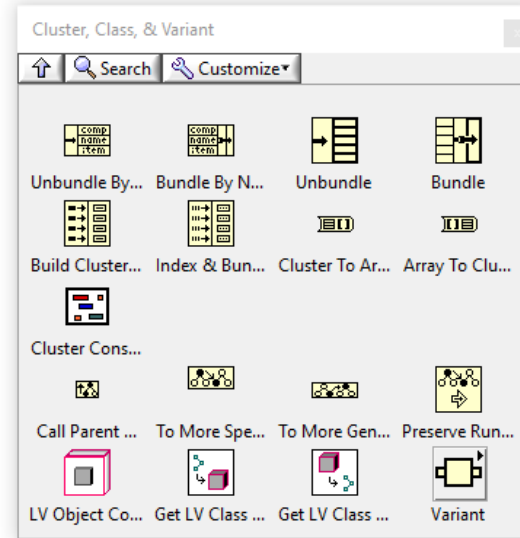 Cluster, Class, & Variant
Search Customize
comp name item
comp name item
Unbundle By... Bundle By N... Unbundle Bundle
Build Cluster... Index & Bun... Cluster To Ar... Array To Clu...
Cluster Cons...
Call Parent ... To More Spe... To More Gen... Preserve Run...
LV Object Co... Get LV Class ... Get LV Class ... Variant